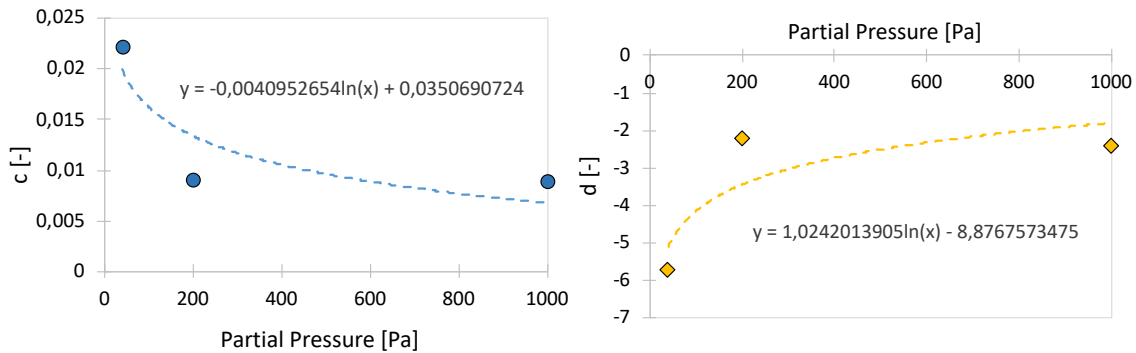 0,025
0,02
0,015
0,01
0,005
0
c [-]
y = -0,0040952654ln(x) + 0,0350690724
0 200 400 600 800 1000
Partial Pressure [Pa]
Partial Pressure [Pa]
0 200 400 600 800 1000
0
-1
-2
-3
-4
-5
-6
-7
d [-]
y = 1,0242013905ln(x) - 8,8767573475